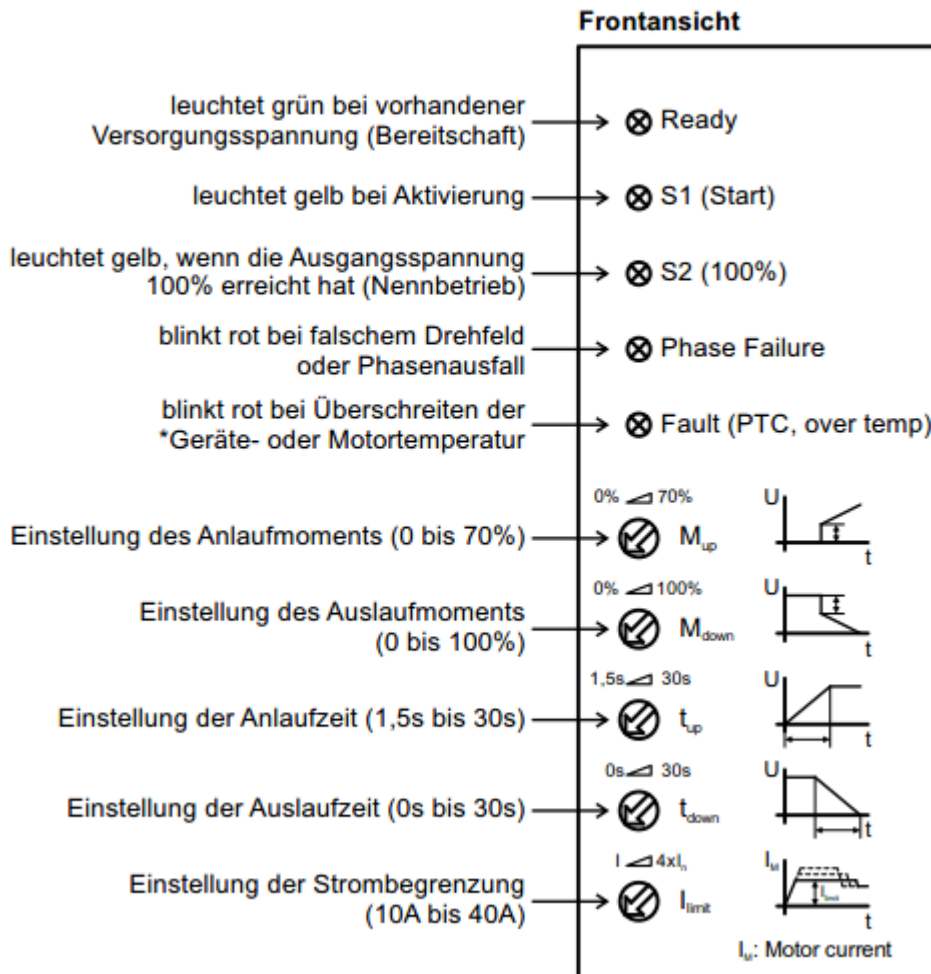 Frontansicht
leuchtet grün bei vorhandener
Versorgungsspannung (Bereitschaft)
Ready
leuchtet gelb bei Aktivierung
S1 (Start)
leuchtet gelb, wenn die Ausgangsspannung
100% erreicht hat (Nennbetrieb)
S2 (100%)
blinkt rot bei falschem Drehfeld
oder Phasenausfall
Phase Failure
blinkt rot bei Überschreiten der
*Geräte- oder Motortemperatur
Fault (PTC, over temp)
Einstellung des Anlaufmoments (0 bis 70%)
0% 70%
Mup
U
t
Einstellung des Auslaufmoments
(0 bis 100%)
0% 100%
Mdown
U
t
Einstellung der Anlaufzeit (1,5s bis 30s)
1,5s 30s
tup
U
t
Einstellung der Auslaufzeit (0s bis 30s)
0s 30s
tdown
U
t
Einstellung der Strombegrenzung
(10A bis 40A)
I 4xIn
Ilimit
IM
Ilimit
t
IM: Motor current